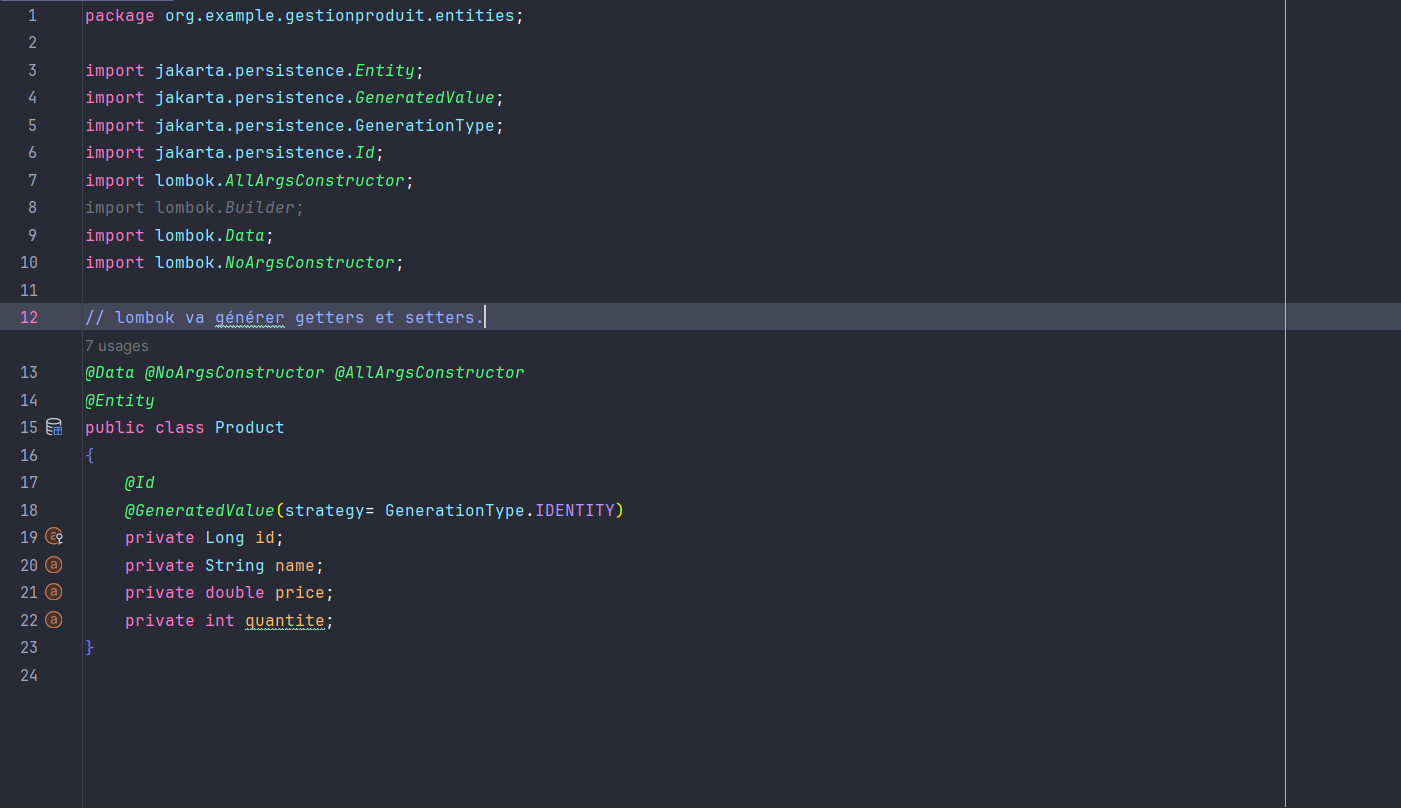 1 package org.example.gestionproduit.entities;
2
3 import jakarta.persistence.Entity;
4 import jakarta.persistence.GeneratedValue;
5 import jakarta.persistence.GenerationType;
6 import jakarta.persistence.Id;
7 import lombok.AllArgsConstructor;
8 import lombok.Builder;
9 import lombok.Data;
10 import lombok.NoArgsConstructor;
11
12 // lombok va générer getters et setters.
7 usages
13 @Data @NoArgsConstructor @AllArgsConstructor
14 @Entity
15 public class Product
16 {
17     @Id
18     @GeneratedValue(strategy= GenerationType.IDENTITY)
19     private Long id;
20     private String name;
21     private double price;
22     private int quantite;
23 }
24